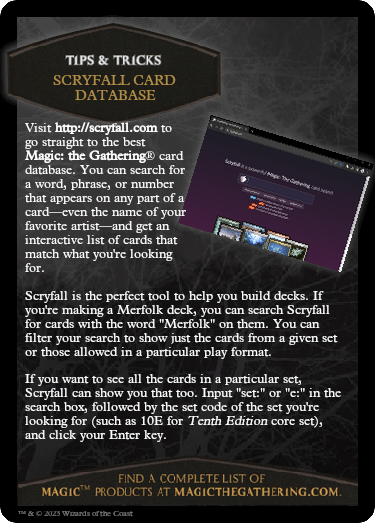 TIPS & TRICKS
SCRYFALL CARD
DATABASE
Visit http://scryfall.com to
go straight to the best
Magic: the Gathering® card
database. You can search for
a word, phrase, or number
that appears on any part of a
card—even the name of your
favorite artist—and get an
interactive list of cards that
match what you're looking
for.
Scryfall is a powerful Magic: The Gathering card search
Scryfall is the perfect tool to help you build decks. If
you're making a Merfolk deck, you can search Scryfall
for cards with the word "Merfolk" on them. You can
filter your search to show just the cards from a given set
or those allowed in a particular play format.
If you want to see all the cards in a particular set,
Scryfall can show you that too. Input "set:" or "e:" in the
search box, followed by the set code of the set you're
looking for (such as 10E for Tenth Edition core set),
and click your Enter key.
FIND A COMPLETE LIST OF
MAGIC™ PRODUCTS AT MAGICTHEGATHERING.COM.
™ & © 2023 Wizards of the Coast